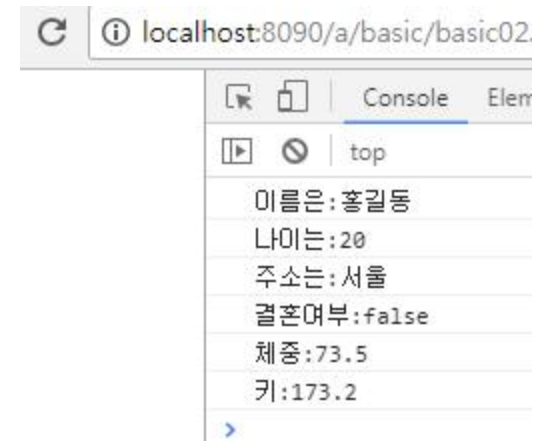 localhost:8090/a/basic/basic02.
Console Elem
top
이름은:홍길동
나이는:20
주소는:서울
결혼여부:false
체중:73.5
키:173.2